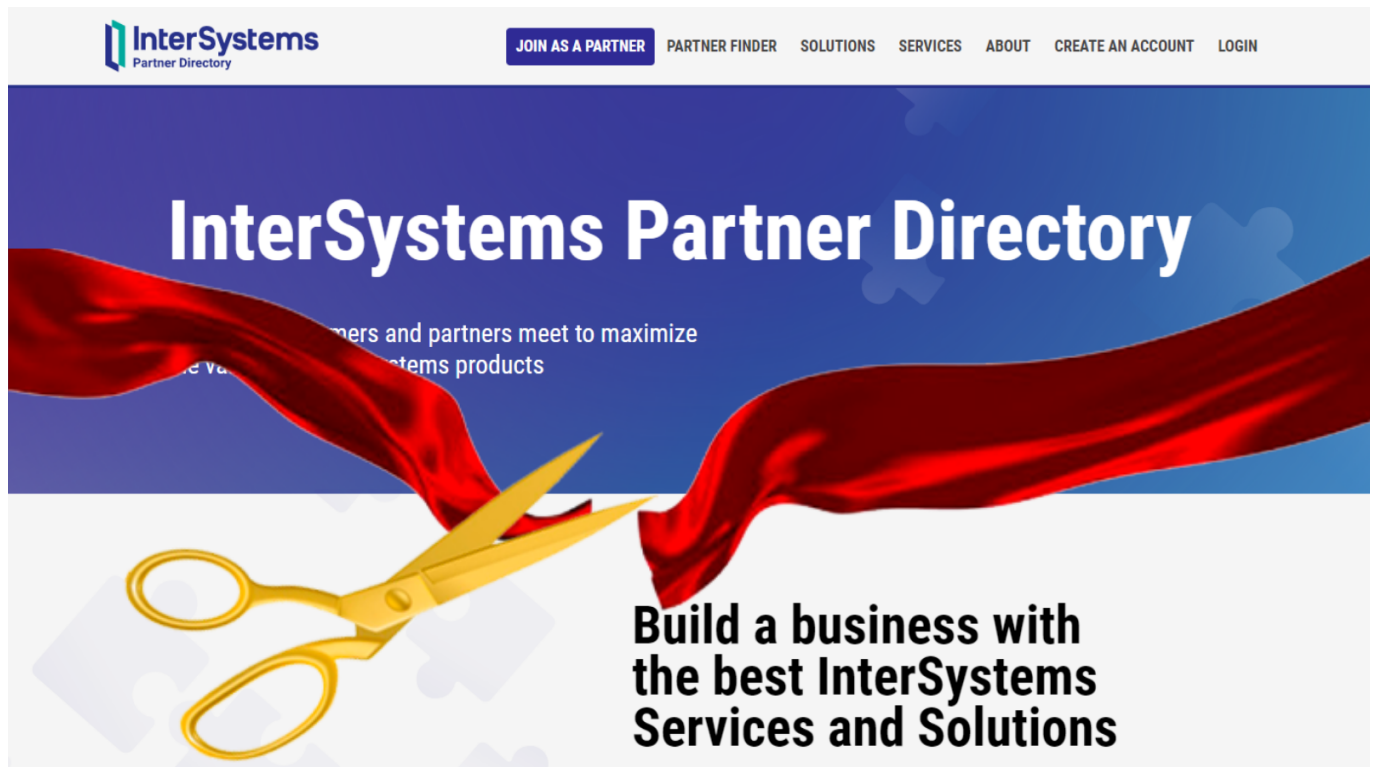 InterSystems
Partner Directory
JOIN AS A PARTNER PARTNER FINDER SOLUTIONS SERVICES ABOUT CREATE AN ACCOUNT LOGIN
InterSystems Partner Directory
and partners meet to maximize
products
Build a business with
the best InterSystems
Services and Solutions